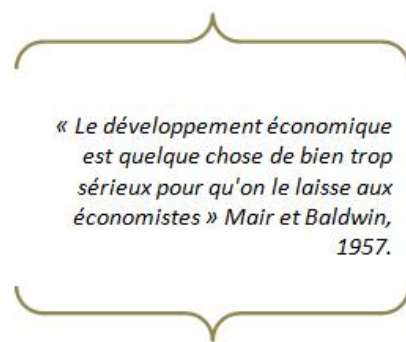 « Le développement économique
est quelque chose de bien trop
sérieux pour qu'on le laisse aux
économistes » Mair et Baldwin,
1957.